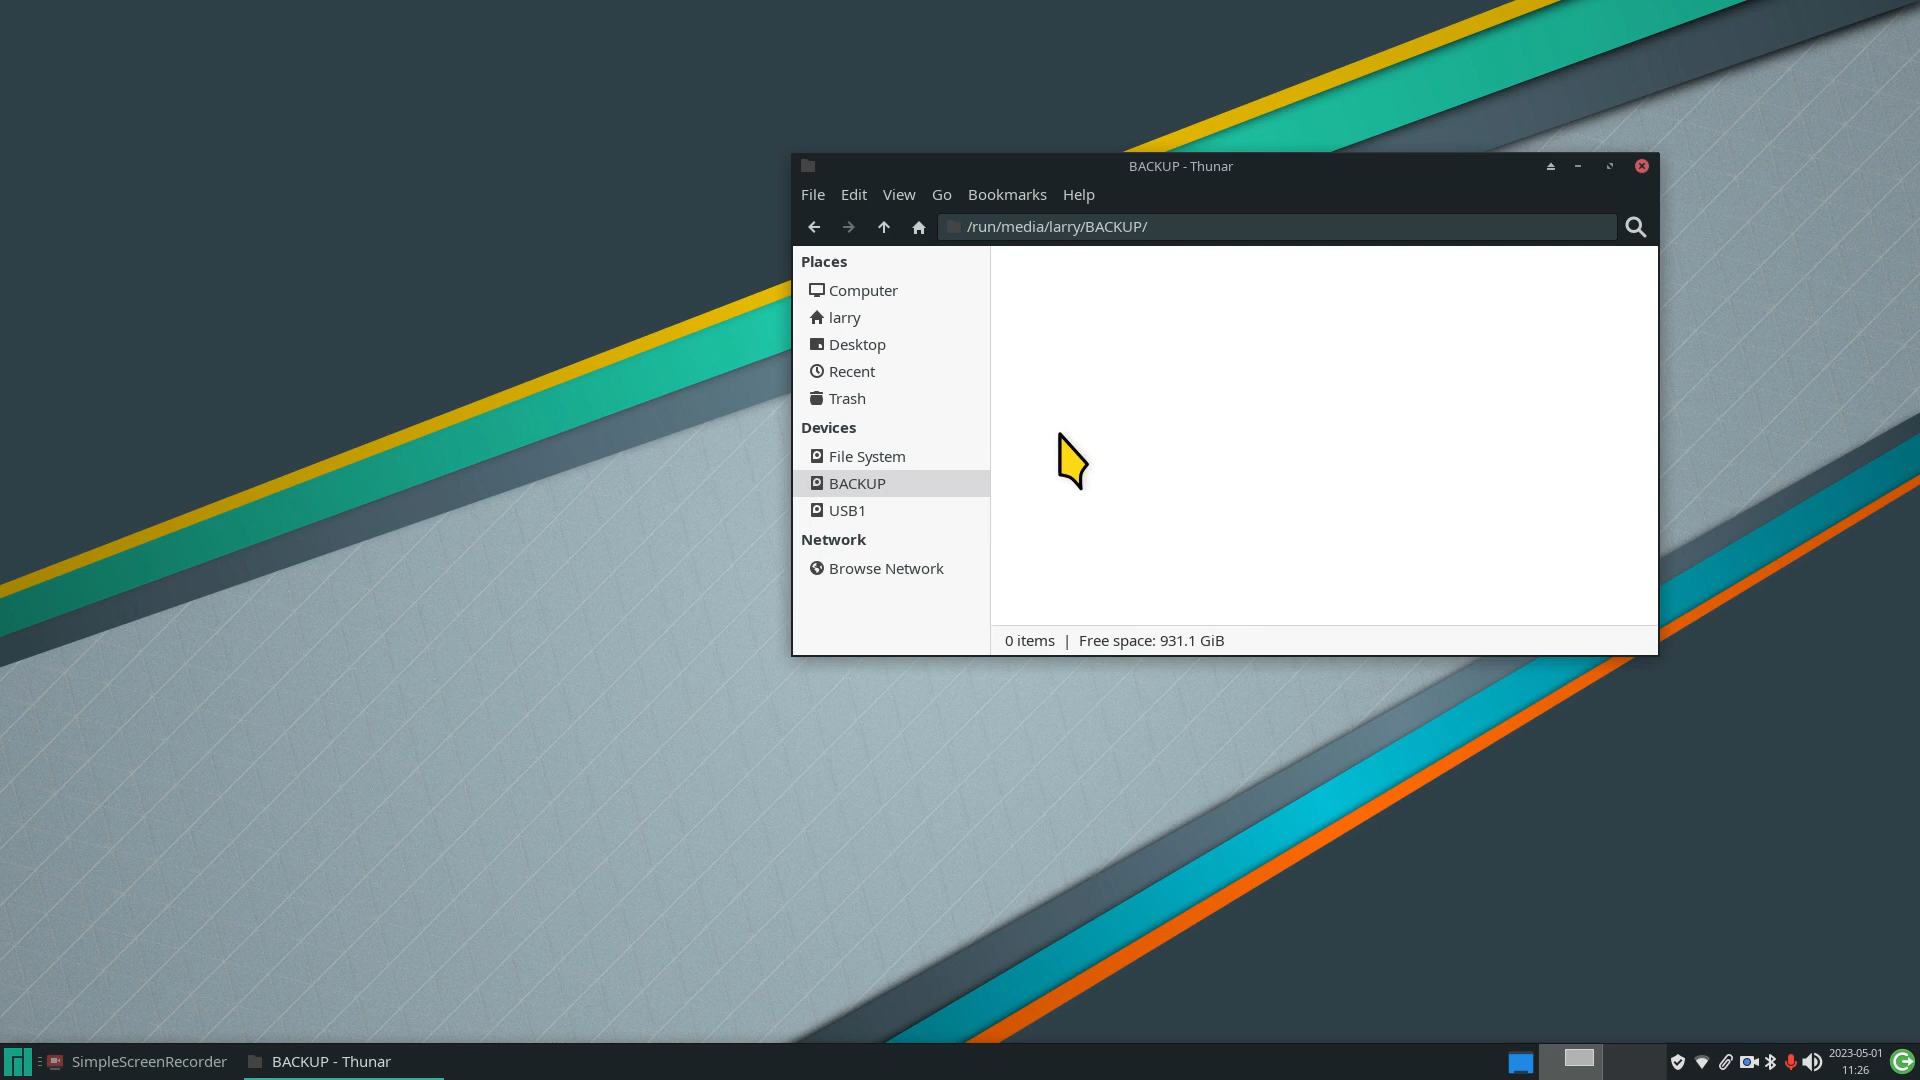 BACKUP - Thunar
File Edit View Go Bookmarks Help
/run/media/larry/BACKUP/
Places
Computer
larry
Desktop
Recent
Trash
Devices
File System
BACKUP
USB1
Network
Browse Network
0 items | Free space: 931.1 GiB
SimpleScreenRecorder
BACKUP - Thunar
2023-05-01
11:26